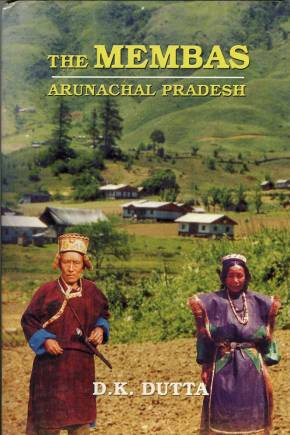 THE MEMBAS
ARUNACHAL PRADESH
D.K. DUTTA